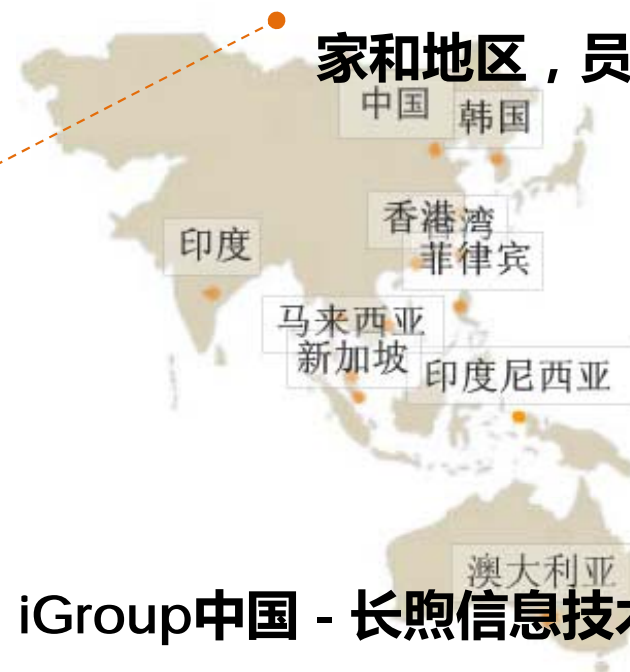 家和地区，员
中国
韩国
香港
湾
印度
菲律宾
马来西亚
新加坡
印度尼西亚
澳大利亚
iGroup中国 - 长煦信息技